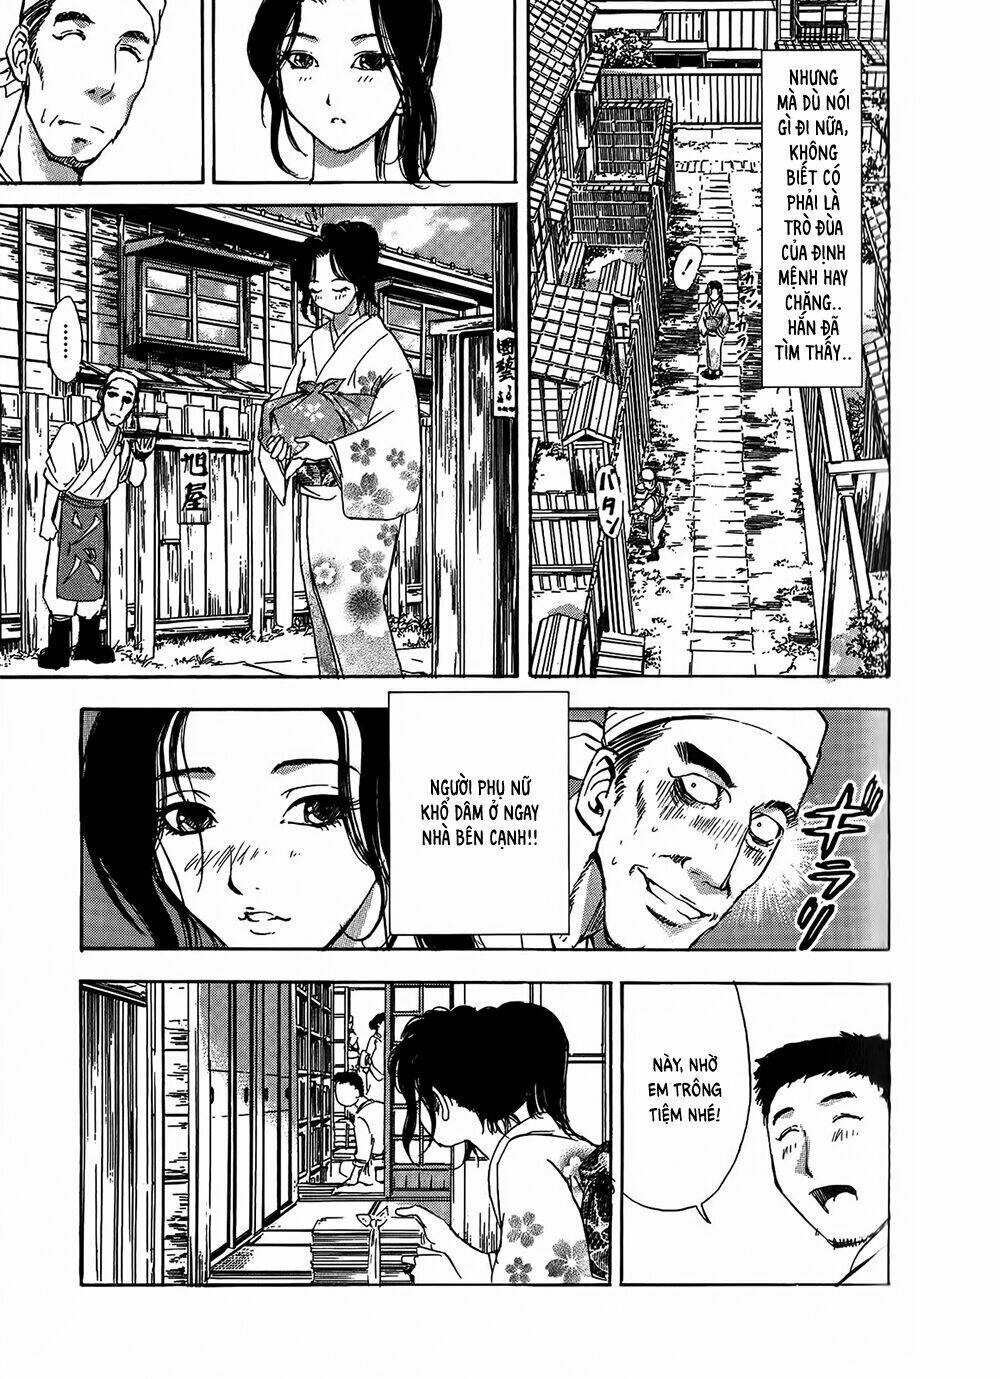 NHƯNG
MÀ DÙ NÓI
GÌ ĐI NỮA,
KHÔNG
BIẾT CÓ
PHẢI LÀ
TRÒ ĐÙA
CỦA ĐỊNH
MỆNH HAY
CHĂNG..
HẮN ĐÃ
TÌM THẤY..
!
バタン
........
旭屋
NGƯỜI PHỤ NỮ
KHỔ DÂM Ở NGAY
NHÀ BÊN CẠNH!!
ギラッ
NÀY, NHỜ
EM TRÔNG
TIỆM NHÉ!